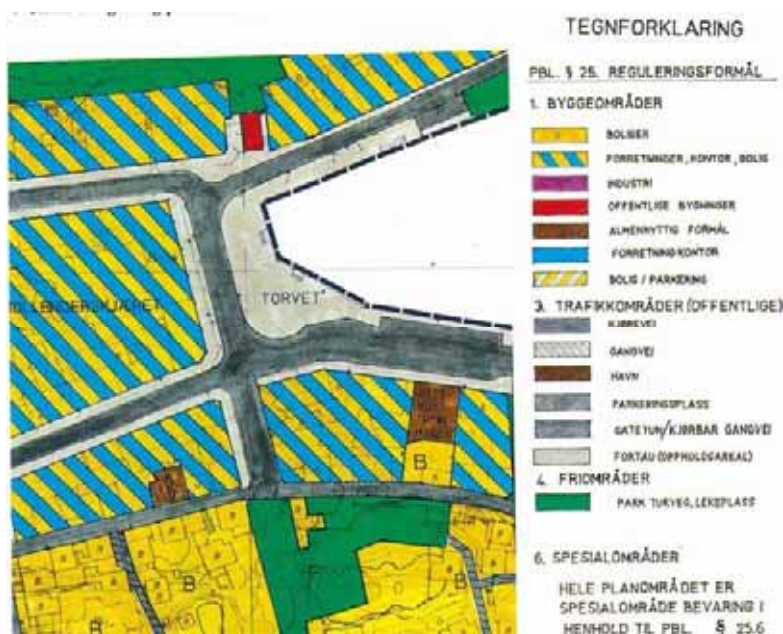 TORVET
B
B
B
B
TEGNFORKLARING
PBL. § 25. REGULERINGSFORMÅL
1. BYGGEOMRÅDER
BOLIGER
FORRETNINGER, KONTOR, BOLIG
INDUSTRI
OFFENTLIGE BYGNINGER
ALMENNYTTIG FORMÅL
FORRETNING KONTOR
BOLIG / PARKERING
3. TRAFIKKOMRÅDER (OFFENTLIGE)
KJØREVEI
GANGVEI
HAVN
PARKERINGSPLASS
GATETUN/KJØRBAR GANGVEI
FORTAU (OPPHOLDSAREAL)
4. FRIOMRÅDER
PARK TURVEG, LEKEPLASS
6. SPESIALOMRÅDER
HELE PLANOMRÅDET ER
SPESIALOMRÅDE BEVARING I
HENHOLD TIL PBL. § 25.6